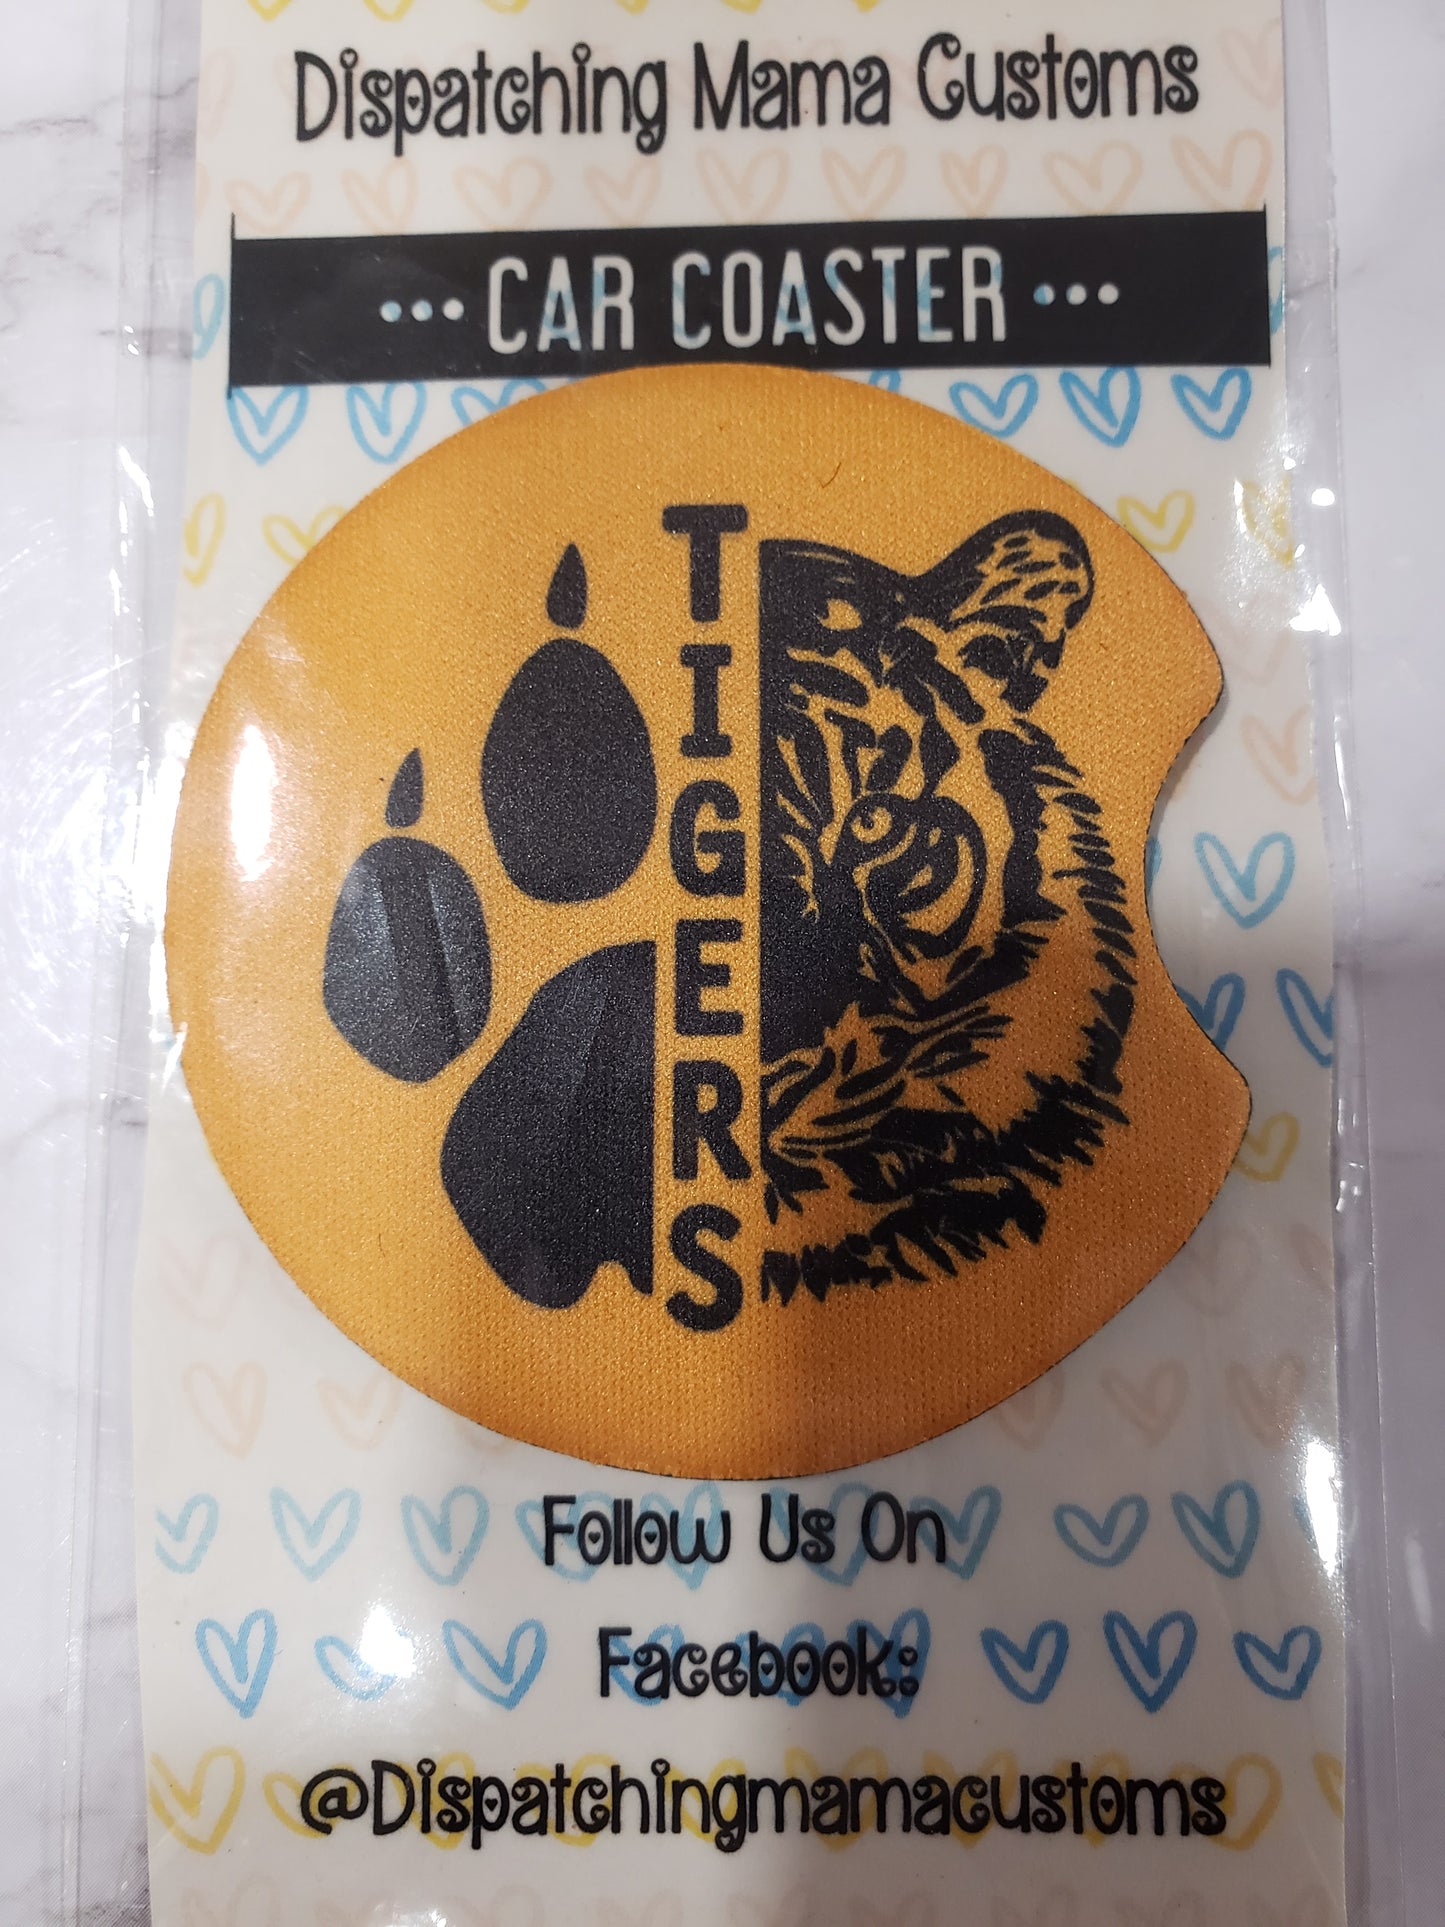 Dispatching Mama Customs
••• CAR COASTER •••
TIGERS
Follow Us On
Facebook:
@Dispatchingmamacustoms